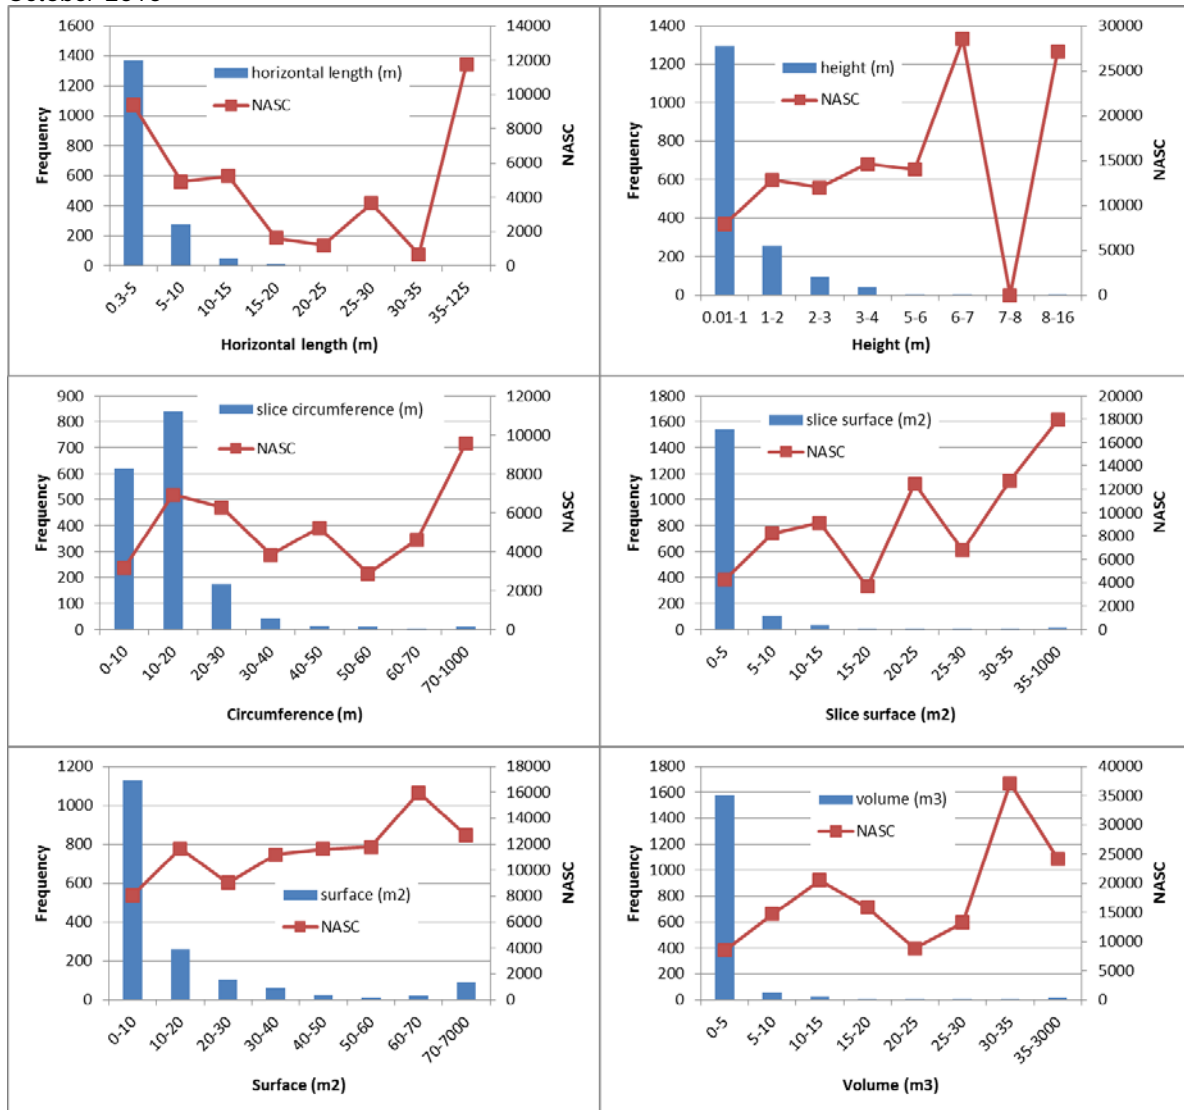 October
1600
1400
1200
1000
800
600
400
200
0
Frequency
horizontal length (m)
NASC
14000
12000
10000
8000
6000
4000
2000
0
NASC
0.3-5 5-10 10-15 15-20 20-25 25-30 30-35 35-125
Horizontal length (m)
1400
1200
1000
800
600
400
200
0
Frequency
height (m)
NASC
30000
25000
20000
15000
10000
5000
0
NASC
0.01-1 1-2 2-3 3-4 5-6 6-7 7-8 8-16
Height (m)
900
800
700
600
500
400
300
200
100
0
Frequency
slice circumference (m)
NASC
12000
10000
8000
6000
4000
2000
0
NASC
0-10 10-20 20-30 30-40 40-50 50-60 60-70 70-1000
Circumference (m)
1800
1600
1400
1200
1000
800
600
400
200
0
Frequency
slice surface (m2)
NASC
20000
18000
16000
14000
12000
10000
8000
6000
4000
2000
0
NASC
0-5 5-10 10-15 15-20 20-25 25-30 30-35 35-1000
Slice surface (m2)
1200
1000
800
600
400
200
0
Frequency
surface (m2)
NASC
18000
16000
14000
12000
10000
8000
6000
4000
2000
0
NASC
0-10 10-20 20-30 30-40 40-50 50-60 60-70 70-7000
Surface (m2)
1800
1600
1400
1200
1000
800
600
400
200
0
Frequency
volume (m3)
NASC
40000
35000
30000
25000
20000
15000
10000
5000
0
NASC
0-5 5-10 10-15 15-20 20-25 25-30 30-35 35-3000
Volume (m3)